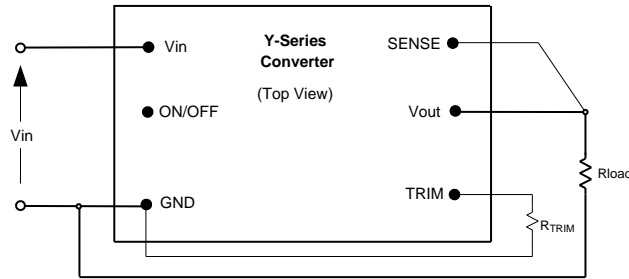 Y-Series
Converter
(Top View)
Vin
SENSE
ON/OFF
Vout
Vin
Rload
GND
TRIM
RTRIM